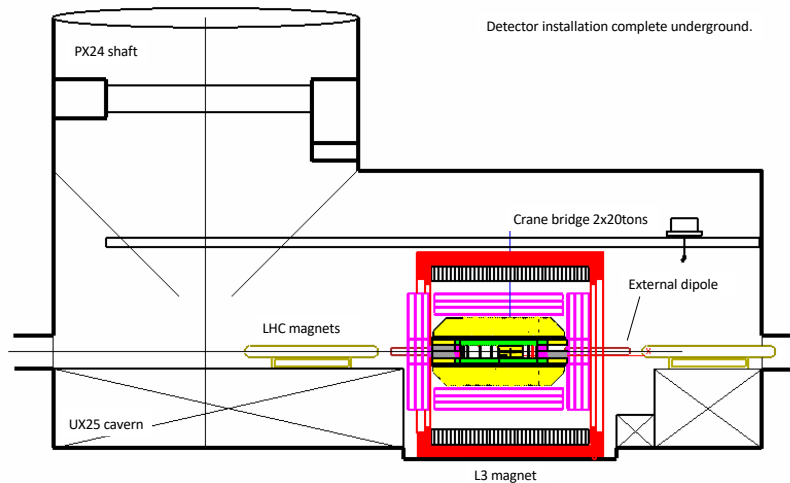 Detector installation complete underground.
PX24 shaft
Crane bridge 2x20tons
External dipole
LHC magnets
UX25 cavern
L3 magnet